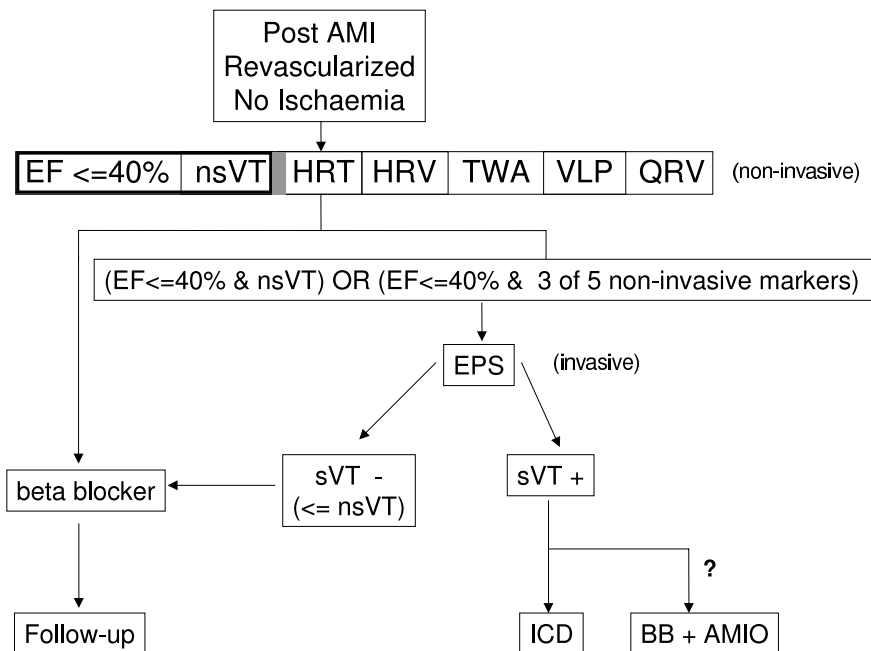 Post AMI
Revascularized
No Ischaemia
EF <=40% nsVT HRT HRV TWA VLP QRV (non-invasive)
(EF<=40% & nsVT) OR (EF<=40% & 3 of 5 non-invasive markers)
EPS (invasive)
beta blocker
sVT -
(<= nsVT)
sVT +
?
Follow-up
ICD
BB + AMIO